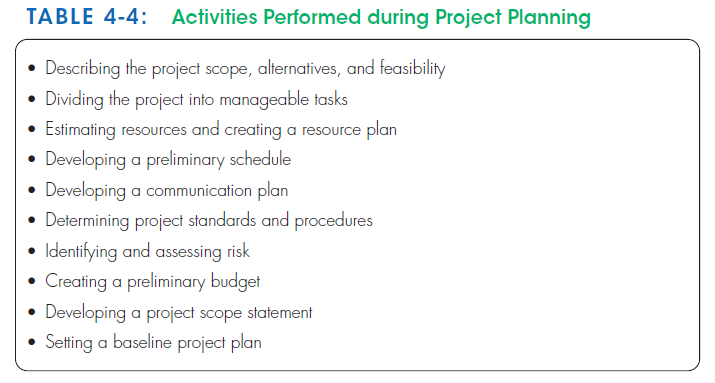 TABLE 4-4: Activities Performed during Project Planning
• Describing the project scope, alternatives, and feasibility
• Dividing the project into manageable tasks
• Estimating resources and creating a resource plan
• Developing a preliminary schedule
• Developing a communication plan
• Determining project standards and procedures
• Identifying and assessing risk
• Creating a preliminary budget
• Developing a project scope statement
• Setting a baseline project plan